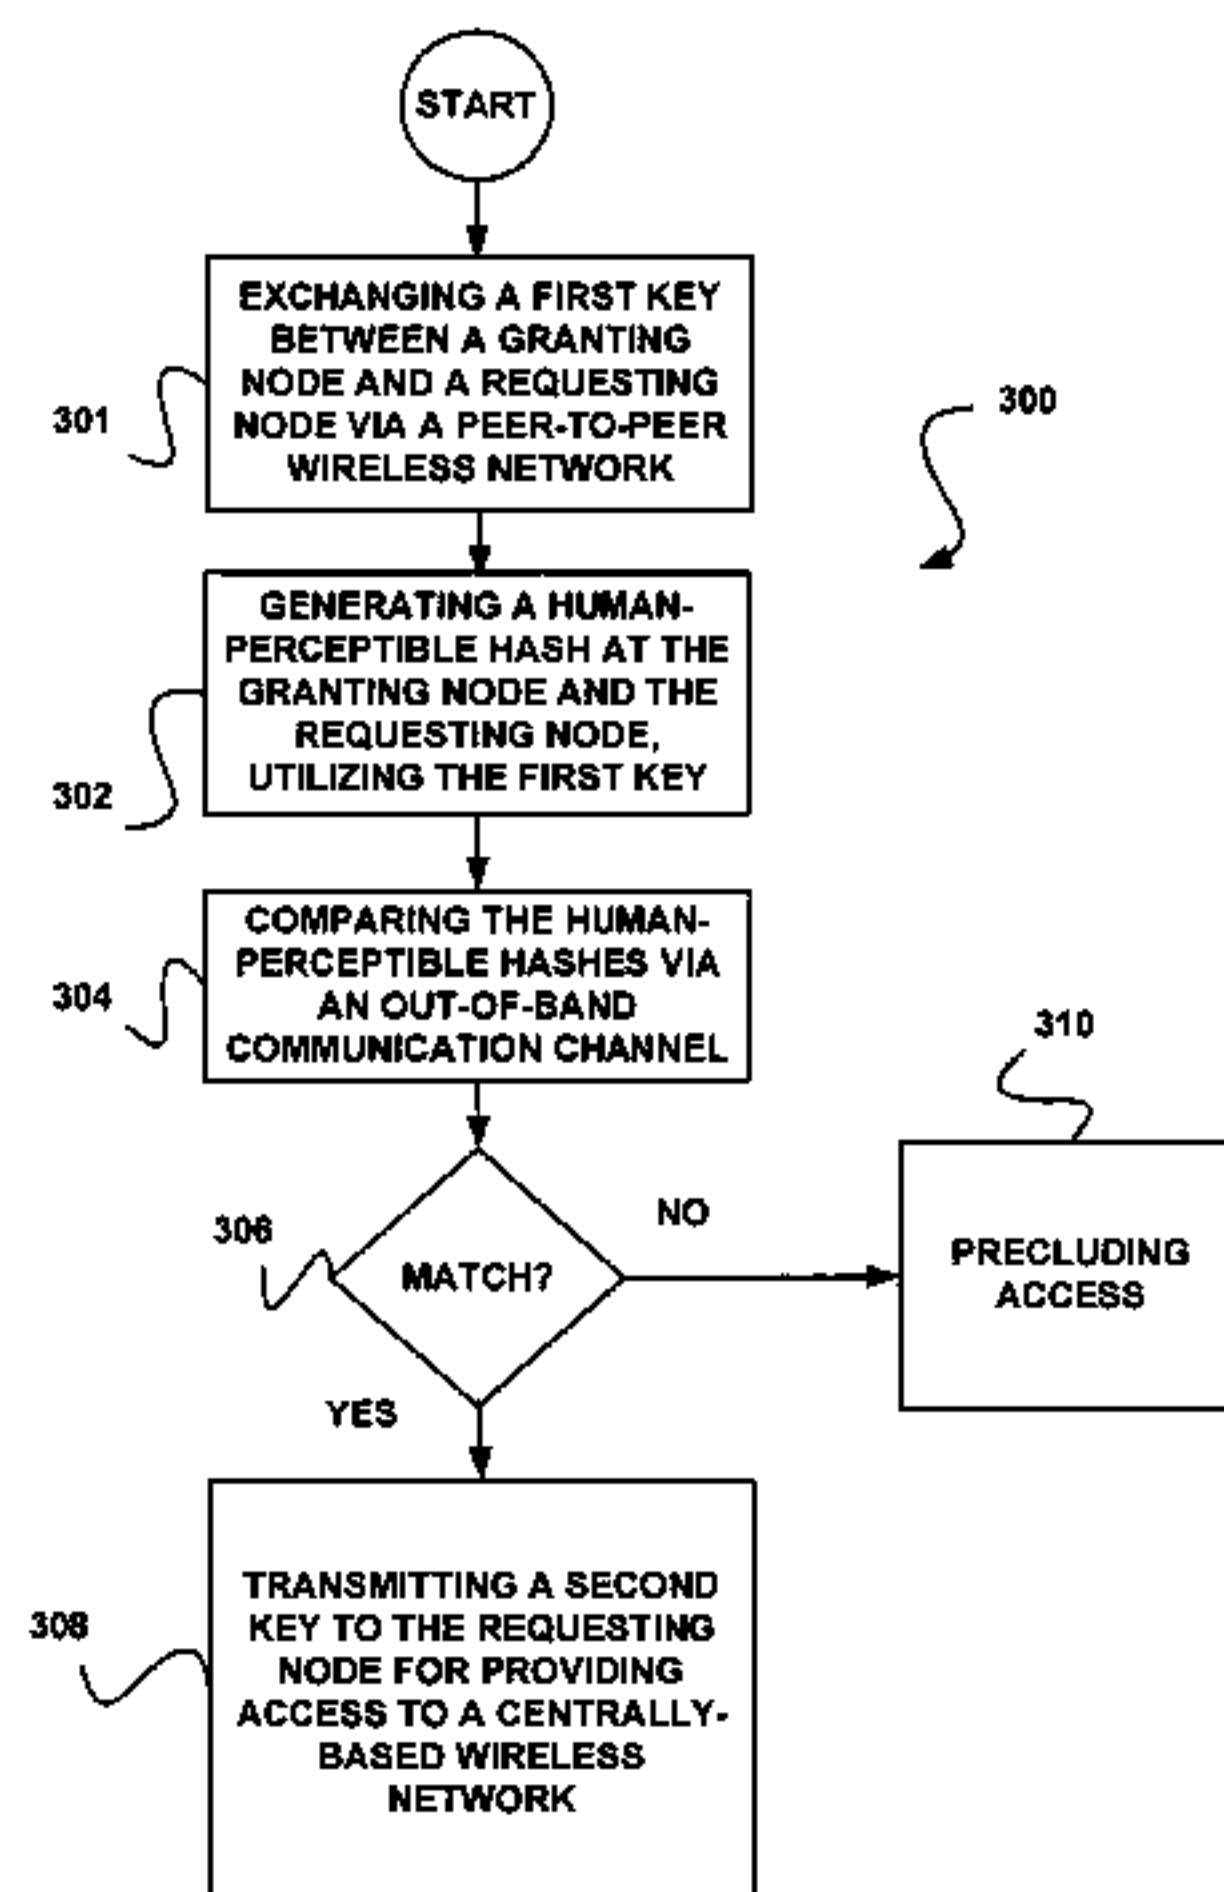 START
EXCHANGING A FIRST KEY
BETWEEN A GRANTING
NODE AND A REQUESTING
NODE VIA A PEER-TO-PEER
WIRELESS NETWORK
301
300
GENERATING A HUMAN-
PERCEPTIBLE HASH AT THE
GRANTING NODE AND THE
REQUESTING NODE,
UTILIZING THE FIRST KEY
302
COMPARING THE HUMAN-
PERCEPTIBLE HASHES VIA
AN OUT-OF-BAND
COMMUNICATION CHANNEL
304
310
306
MATCH?
NO
PRECLUDING
ACCESS
YES
TRANSMITTING A SECOND
KEY TO THE REQUESTING
NODE FOR PROVIDING
ACCESS TO A CENTRALLY-
BASED WIRELESS
NETWORK
308